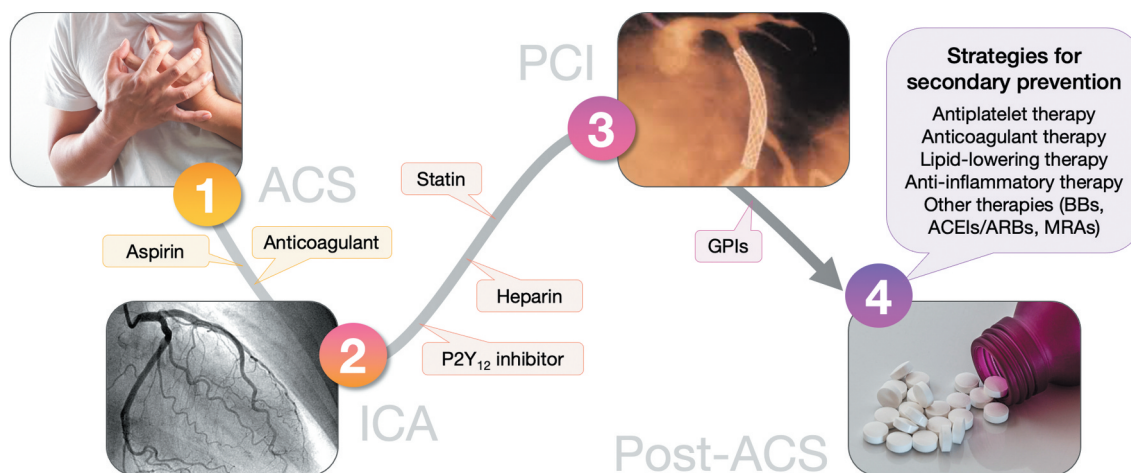 1
ACS
Aspirin
Anticoagulant
2
ICA
Statin
Heparin
P2Y₁₂ inhibitor
PCI
3
GPIs
4
Post-ACS
Strategies for
secondary prevention
Antiplatelet therapy
Anticoagulant therapy
Lipid-lowering therapy
Anti-inflammatory therapy
Other therapies (BBs,
ACEIs/ARBs, MRAs)